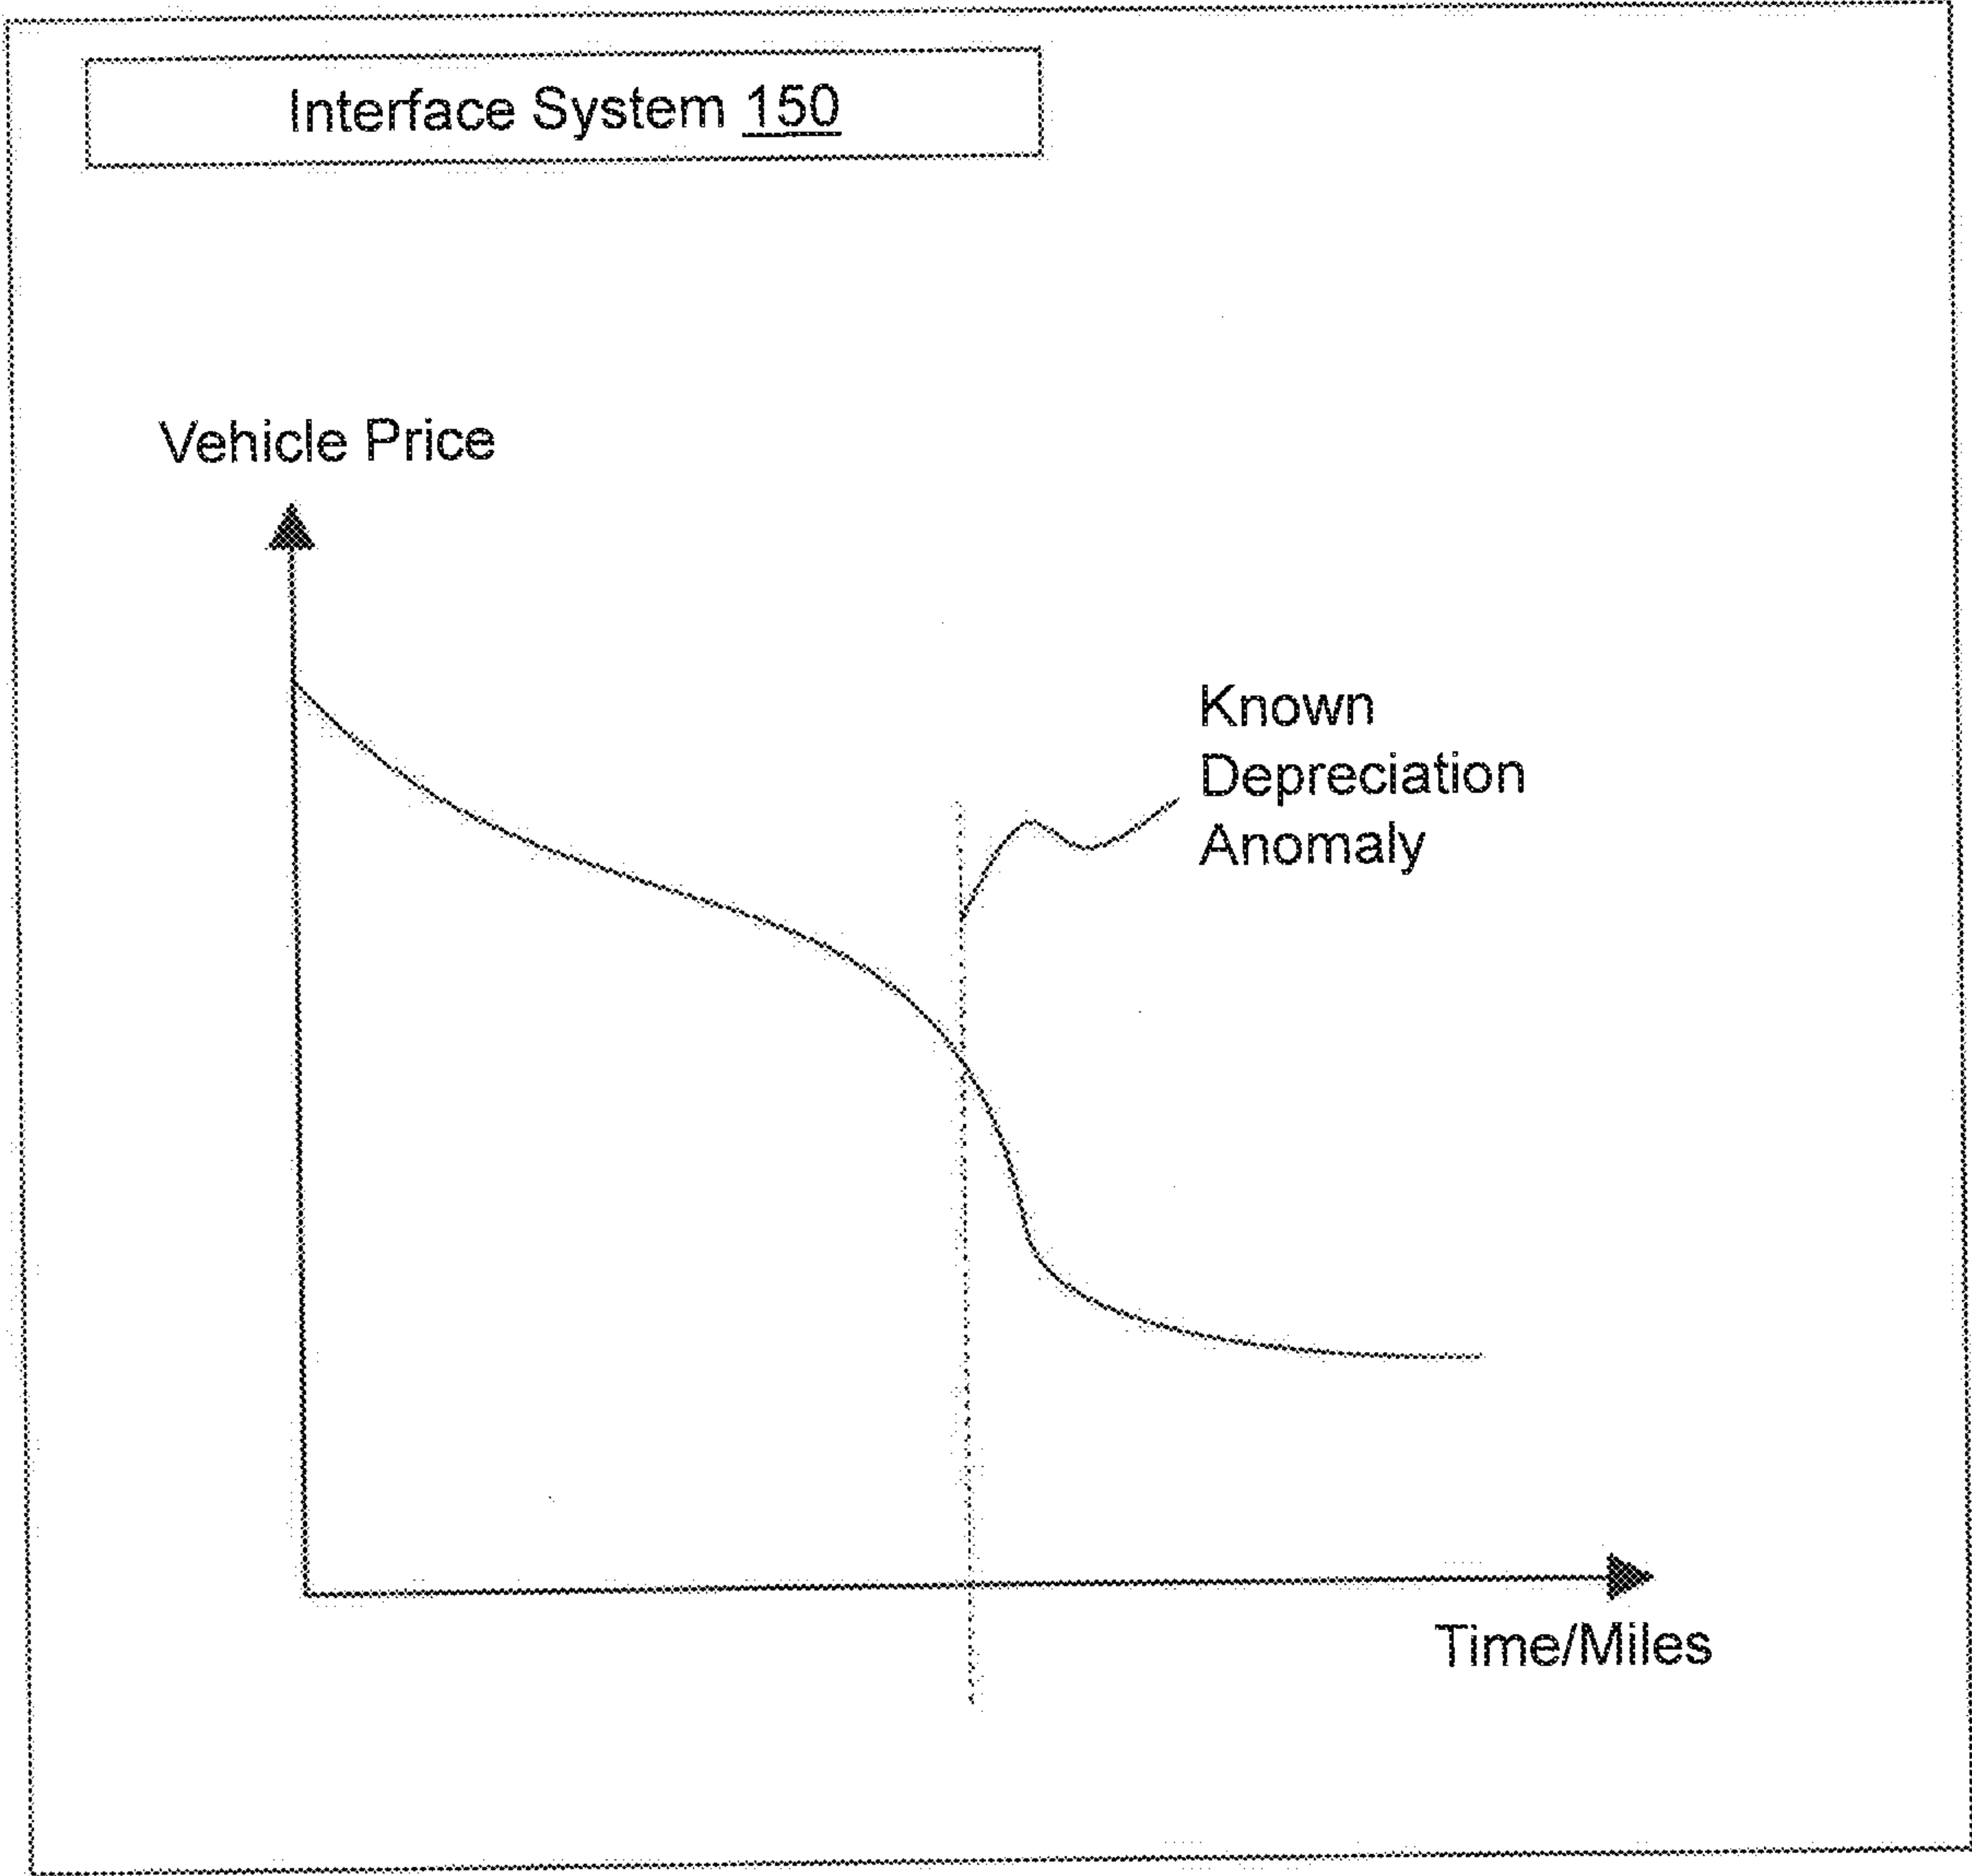 Interface System 150
Vehicle Price
Known
Depreciation
Anomaly
Time/Miles